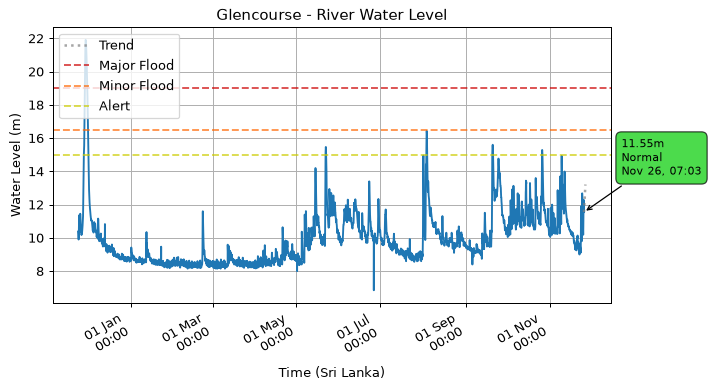 Glencourse - River Water Level
Trend
Major Flood
Minor Flood
Alert
22
20
18
16
14
12
10
8
Water Level (m)
11.55m
Normal
Nov 26, 07:03
01 Jan
00:00
01 Mar
00:00
01 May
00:00
01 Jul
00:00
01 Sep
00:00
01 Nov
00:00
Time (Sri Lanka)